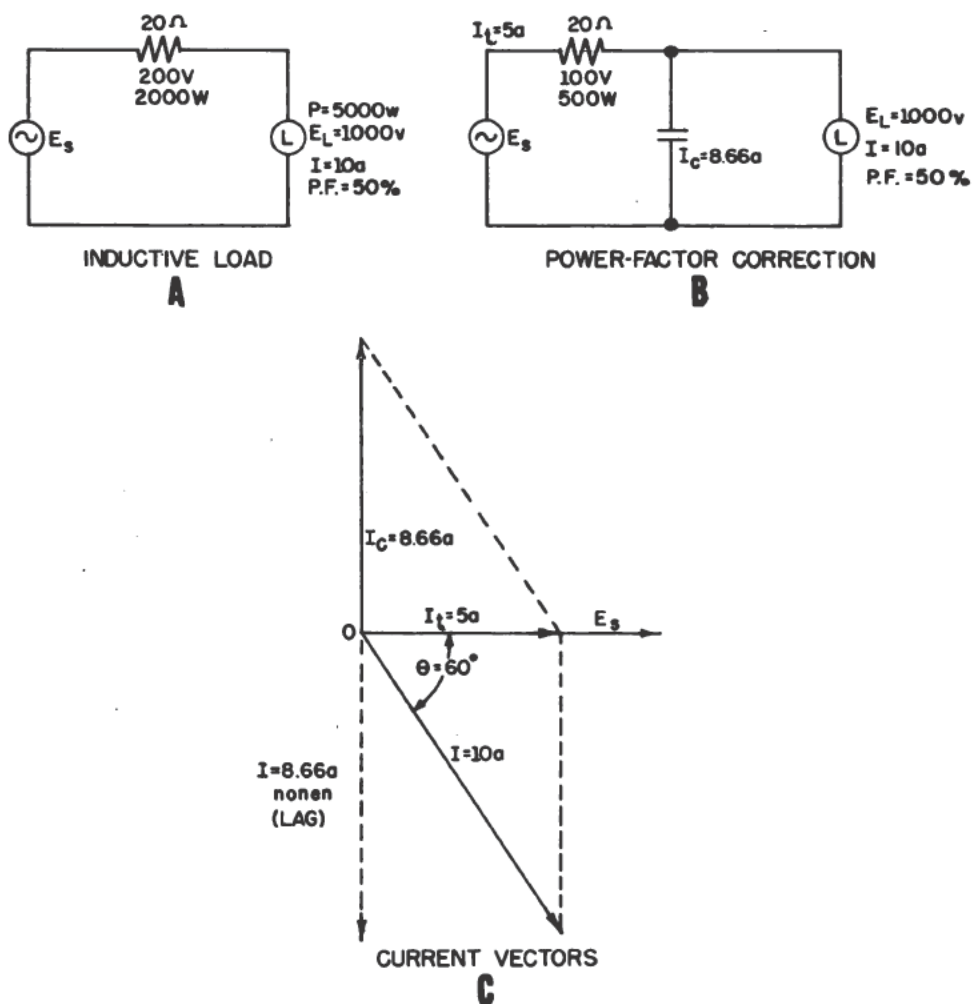 20Ω
200V
2000W
E_s
L
P=5000w
E_L=1000v
I=10a
P.F.=50%
INDUCTIVE LOAD
A
I_t=5a
20Ω
100V
500W
E_s
I_C=8.66a
L
E_L=1000v
I=10a
P.F.=50%
POWER-FACTOR CORRECTION
B
I_C=8.66a
O
I_t=5a
E_s
θ=60°
I=10a
I=8.66a
nonen
(LAG)
CURRENT VECTORS
C